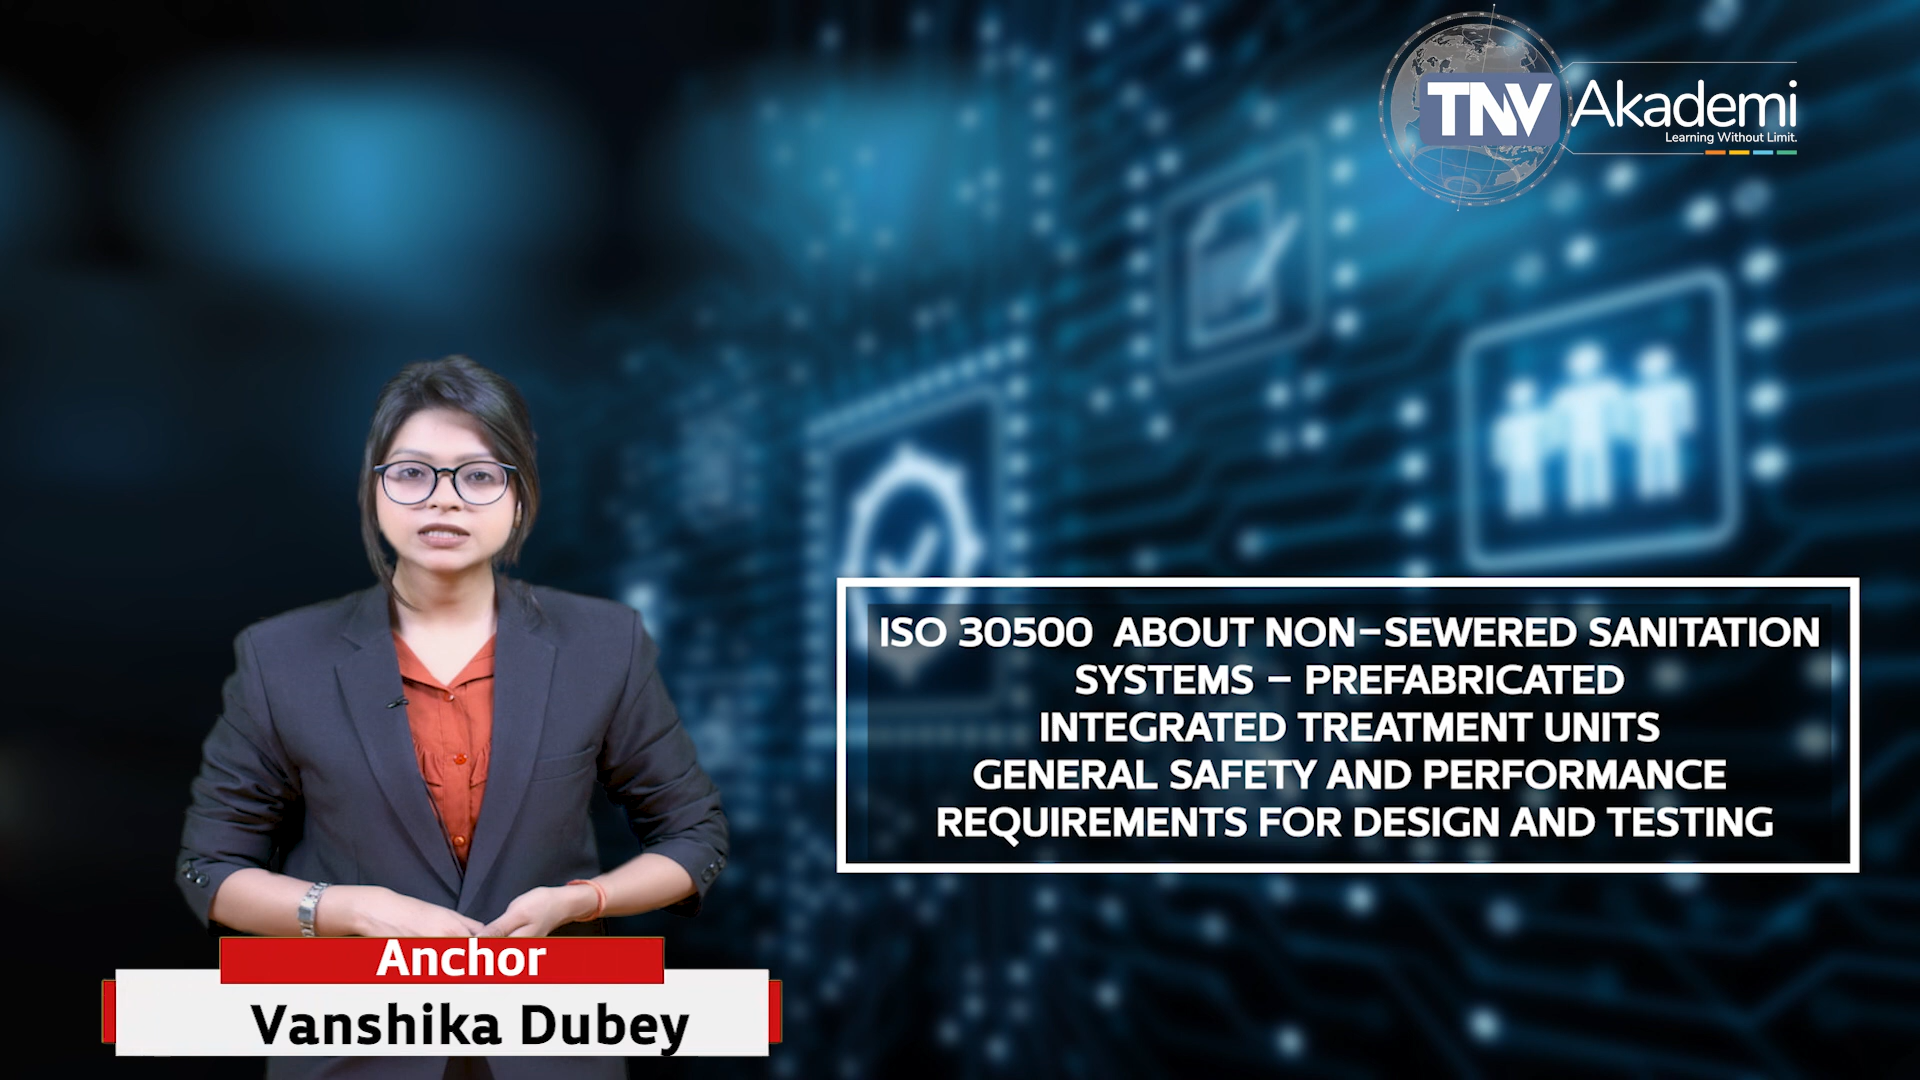 TNV Akademi
Learning Without Limit.
ISO 30500 ABOUT NON-SEWERED SANITATION
SYSTEMS - PREFABRICATED
INTEGRATED TREATMENT UNITS
GENERAL SAFETY AND PERFORMANCE
REQUIREMENTS FOR DESIGN AND TESTING
Anchor
Vanshika Dubey